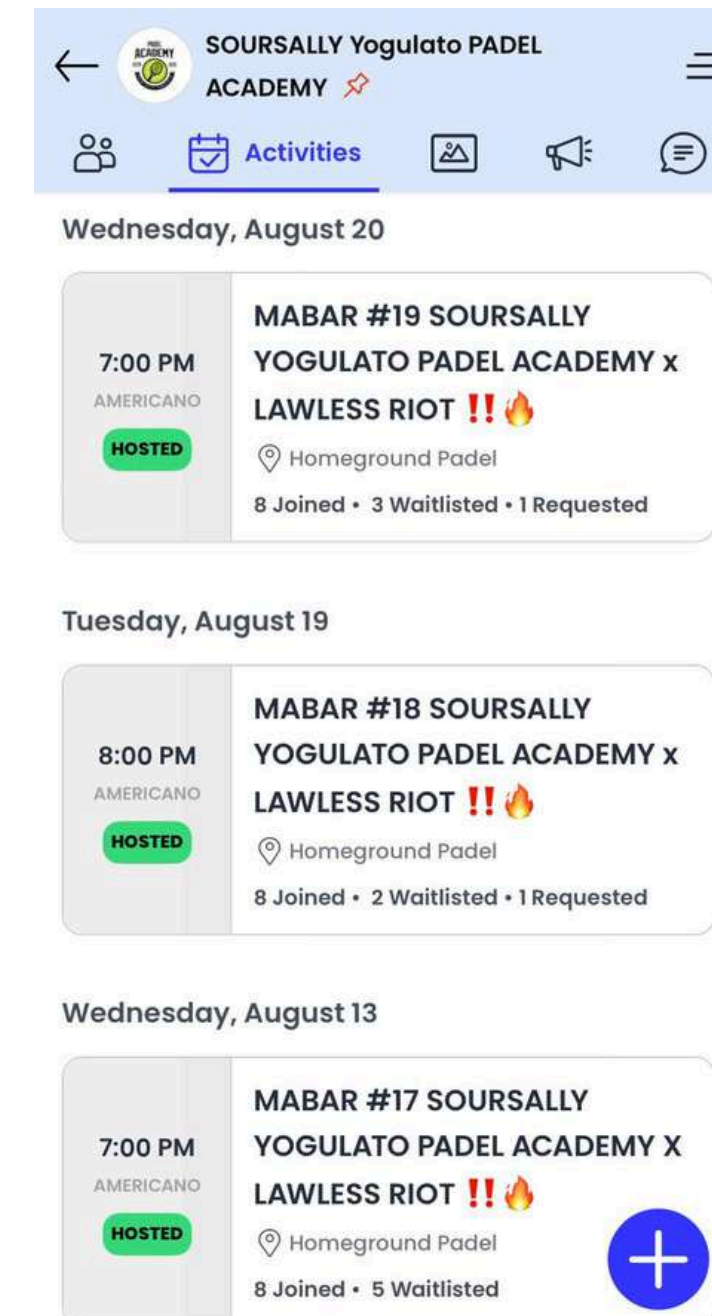 SOURSALLY Yogulato PADEL
ACADEMY
PADEL
ACADEMY
Activities
Wednesday, August 20
7:00 PM
AMERICANO
HOSTED
MABAR #19 SOURSALLY
YOGULATO PADEL ACADEMY x
LAWLESS RIOT ‼️🔥
Homeground Padel
8 Joined • 3 Waitlisted • 1 Requested
Tuesday, August 19
8:00 PM
AMERICANO
HOSTED
MABAR #18 SOURSALLY
YOGULATO PADEL ACADEMY x
LAWLESS RIOT ‼️🔥
Homeground Padel
8 Joined • 2 Waitlisted • 1 Requested
Wednesday, August 13
7:00 PM
AMERICANO
HOSTED
MABAR #17 SOURSALLY
YOGULATO PADEL ACADEMY X
LAWLESS RIOT ‼️🔥
Homeground Padel
8 Joined • 5 Waitlisted